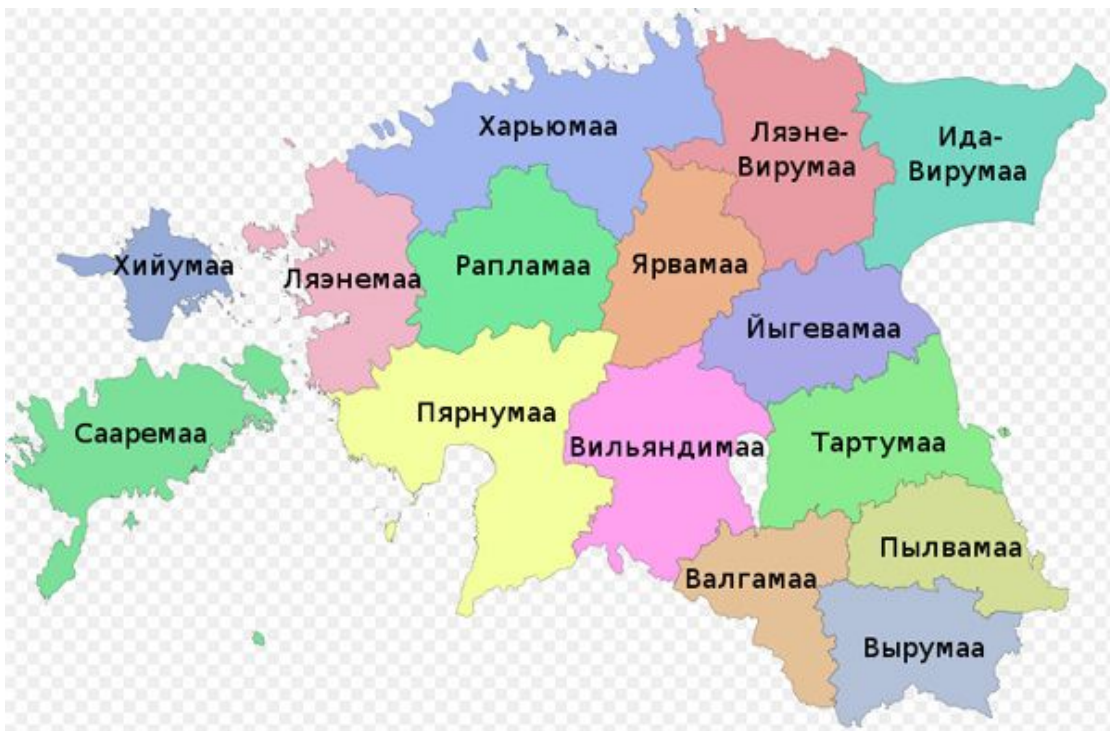 Харьюмаа
Ляэне-
Вирумаа
Ида-
Вирумаа
Хийумаа
Ляэнемаа
Рапламаа
Ярвамаа
Йыгевамаа
Сааремаа
Пярнумаа
Вильяндимаа
Тартумаа
Пылвамаа
Валгамаа
Вырумаа